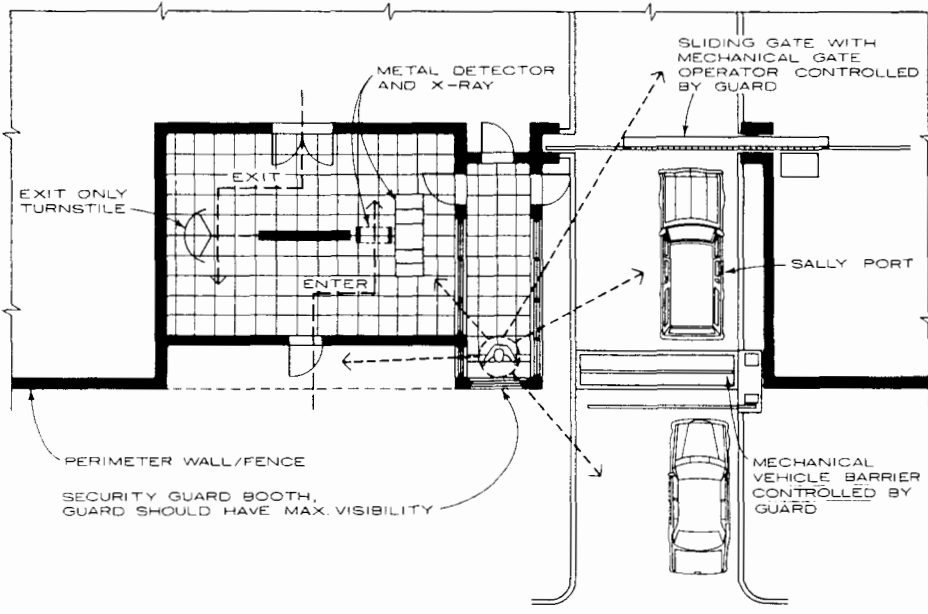 SLIDING GATE WITH
MECHANICAL GATE
OPERATOR CONTROLLED
BY GUARD
METAL DETECTOR
AND X-RAY
EXIT
EXIT ONLY
TURNSTILE
ENTER
SALLY PORT
PERIMETER WALL/FENCE
SECURITY GUARD BOOTH,
GUARD SHOULD HAVE MAX. VISIBILITY
MECHANICAL
VEHICLE BARRIER
CONTROLLED BY
GUARD